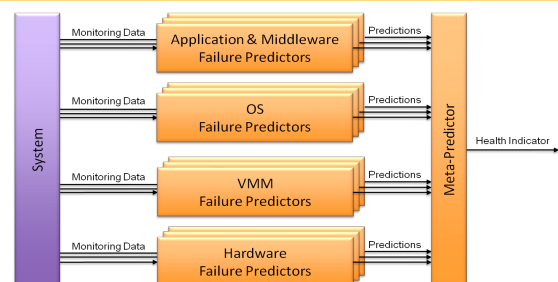 System
Monitoring Data
Application & Middleware
Failure Predictors
Predictions
Monitoring Data
OS
Failure Predictors
Predictions
Monitoring Data
VMM
Failure Predictors
Predictions
Monitoring Data
Hardware
Failure Predictors
Predictions
Meta-Predictor
Health Indicator